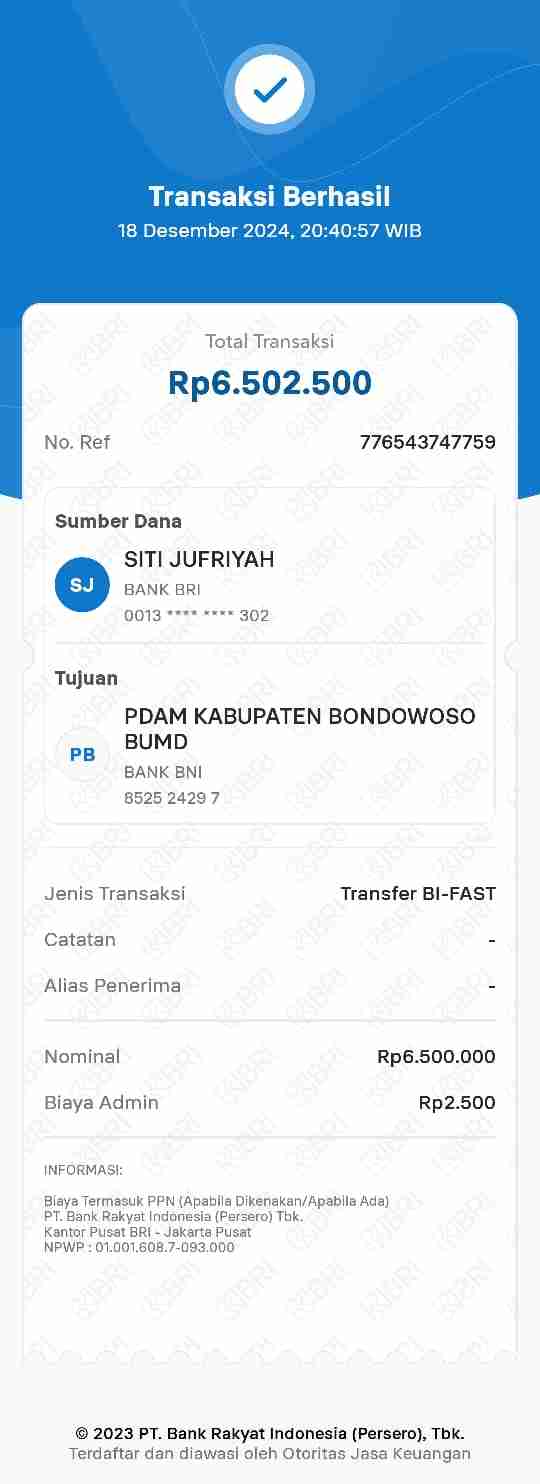 Transaksi Berhasil
18 Desember 2024, 20:40:57 WIB
Total Transaksi
Rp6.502.500
No. Ref 776543747759
Sumber Dana
SJ
SITI JUFRIYAH
BANK BRI
0013 **** **** 302
Tujuan
PB
PDAM KABUPATEN BONDOWOSO
BUMD
BANK BNI
8525 2429 7
Jenis Transaksi Transfer BI-FAST
Catatan -
Alias Penerima -
Nominal Rp6.500.000
Biaya Admin Rp2.500
INFORMASI:
Biaya Termasuk PPN (Apabila Dikenakan/Apabila Ada)
PT. Bank Rakyat Indonesia (Persero) Tbk.
Kantor Pusat BRI - Jakarta Pusat
NPWP : 01.001.608.7-093.000
© 2023 PT. Bank Rakyat Indonesia (Persero), Tbk.
Terdaftar dan diawasi oleh Otoritas Jasa Keuangan